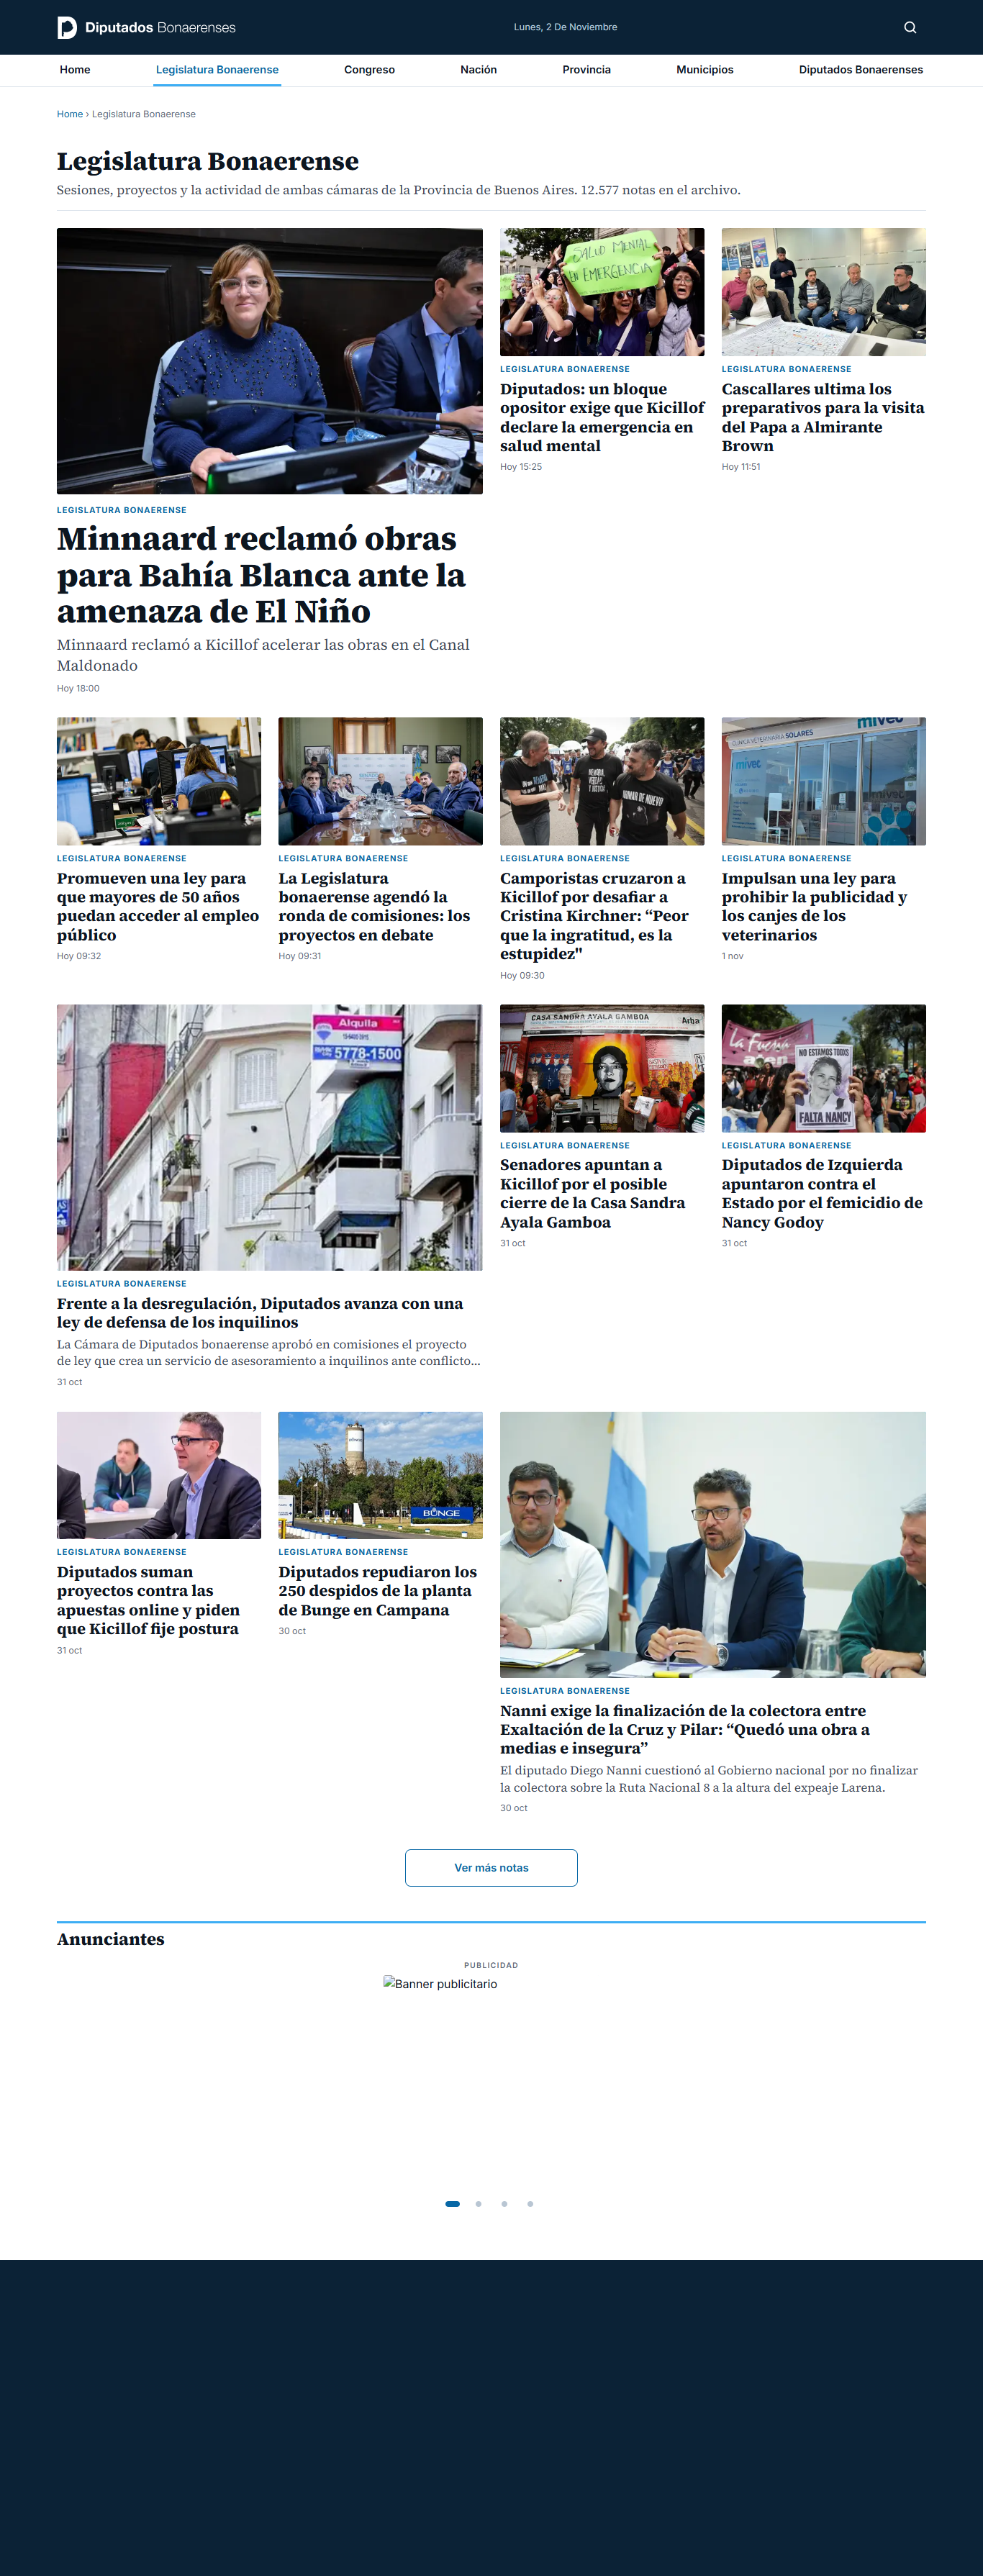 Diputados Bonaerenses
Lunes, 2 De Noviembre
Home
Legislatura Bonaerense
Congreso
Nación
Provincia
Municipios
Diputados Bonaerenses
Home › Legislatura Bonaerense
Legislatura Bonaerense
Sesiones, proyectos y la actividad de ambas cámaras de la Provincia de Buenos Aires. 12.577 notas en el archivo.
LEGISLATURA BONAERENSE
Minnaard reclamó obras
para Bahía Blanca ante la
amenaza de El Niño
Minnaard reclamó a Kicillof acelerar las obras en el Canal
Maldonado
Hoy 18:00
SALUD MENTAL
EN EMERGENCIA
LEGISLATURA BONAERENSE
Diputados: un bloque
opositor exige que Kicillof
declare la emergencia en
salud mental
Hoy 15:25
LEGISLATURA BONAERENSE
Cascallares ultima los
preparativos para la visita
del Papa a Almirante
Brown
Hoy 11:51
LEGISLATURA BONAERENSE
Promueven una ley para
que mayores de 50 años
puedan acceder al empleo
público
Hoy 09:32
LEGISLATURA BONAERENSE
La Legislatura
bonaerense agendó la
ronda de comisiones: los
proyectos en debate
Hoy 09:31
MEMORIA
VERDAD
Y JUSTICIA
LEGISLATURA BONAERENSE
Camporistas cruzaron a
Kicillof por desafiar a
Cristina Kirchner: “Peor
que la ingratitud, es la
estupidez"
Hoy 09:30
mivet
CLÍNICA VETERINARIA SOLARES
mivet
mivet
LEGISLATURA BONAERENSE
Impulsan una ley para
prohibir la publicidad y
los canjes de los
veterinarios
1 nov
Alquila
5778-1500
LEGISLATURA BONAERENSE
Frente a la desregulación, Diputados avanza con una
ley de defensa de los inquilinos
La Cámara de Diputados bonaerense aprobó en comisiones el proyecto
de ley que crea un servicio de asesoramiento a inquilinos ante conflicto...
31 oct
CASA SANDRA AYALA GAMBOA
Arba
LEGISLATURA BONAERENSE
Senadores apuntan a
Kicillof por el posible
cierre de la Casa Sandra
Ayala Gamboa
31 oct
La Fuerza
NO ESTAMOS TODXS
FALTA NANCY
LEGISLATURA BONAERENSE
Diputados de Izquierda
apuntaron contra el
Estado por el femicidio de
Nancy Godoy
31 oct
LEGISLATURA BONAERENSE
Diputados suman
proyectos contra las
apuestas online y piden
que Kicillof fije postura
31 oct
BUNGE
LEGISLATURA BONAERENSE
Diputados repudiaron los
250 despidos de la planta
de Bunge en Campana
30 oct
LEGISLATURA BONAERENSE
Nanni exige la finalización de la colectora entre
Exaltación de la Cruz y Pilar: “Quedó una obra a
medias e insegura”
El diputado Diego Nanni cuestionó al Gobierno nacional por no finalizar
la colectora sobre la Ruta Nacional 8 a la altura del expeaje Larena.
30 oct
Ver más notas
Anunciantes
PUBLICIDAD
Banner publicitario